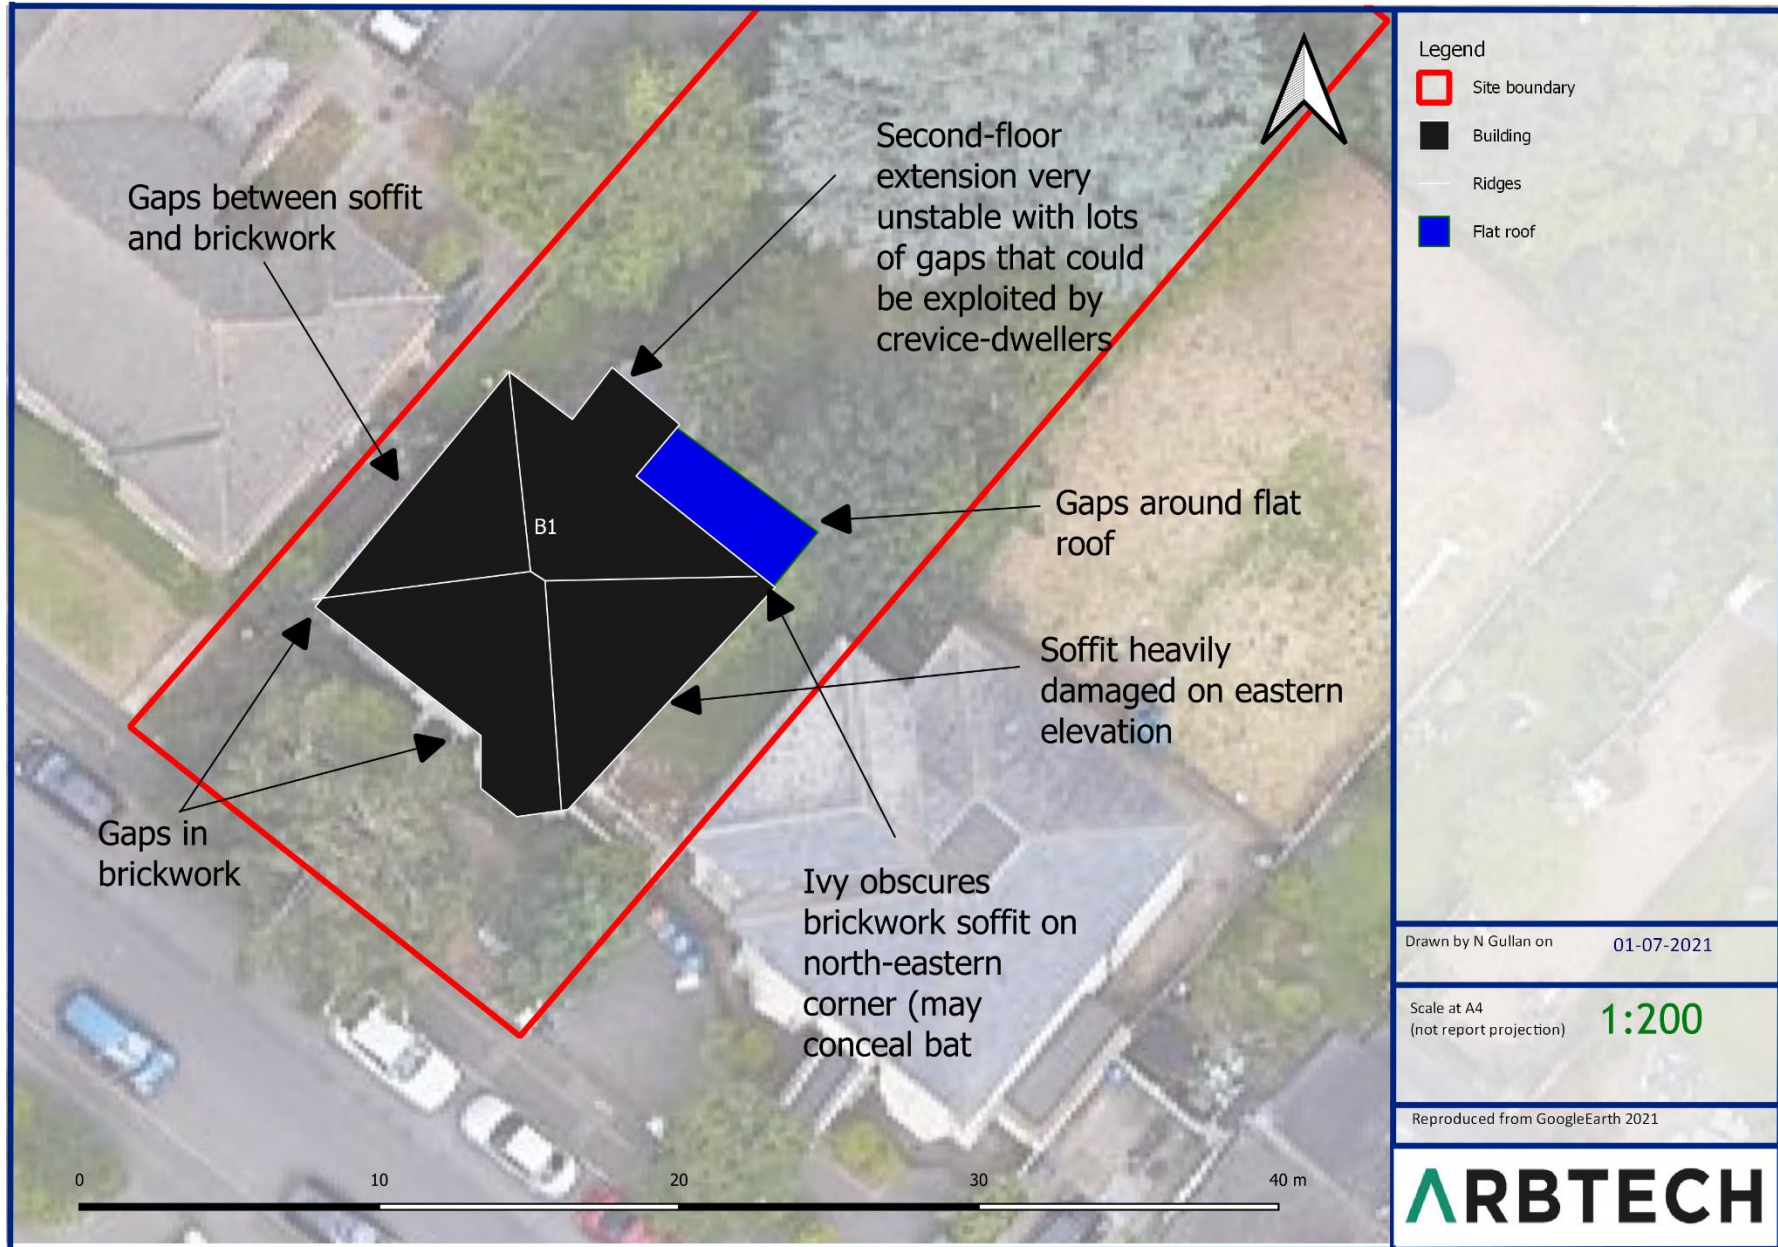 Gaps between soffit
and brickwork
Second-floor
extension very
unstable with lots
of gaps that could
be exploited by
crevice-dwellers
B1
Gaps around flat
roof
Soffit heavily
damaged on eastern
elevation
Gaps in
brickwork
Ivy obscures
brickwork soffit on
north-eastern
corner (may
conceal bat
0 10 20 30 40 m
Legend
Site boundary
Building
Ridges
Flat roof
Drawn by N Gullan on 01-07-2021
Scale at A4
(not report projection) 1:200
Reproduced from GoogleEarth 2021
ARBTECH